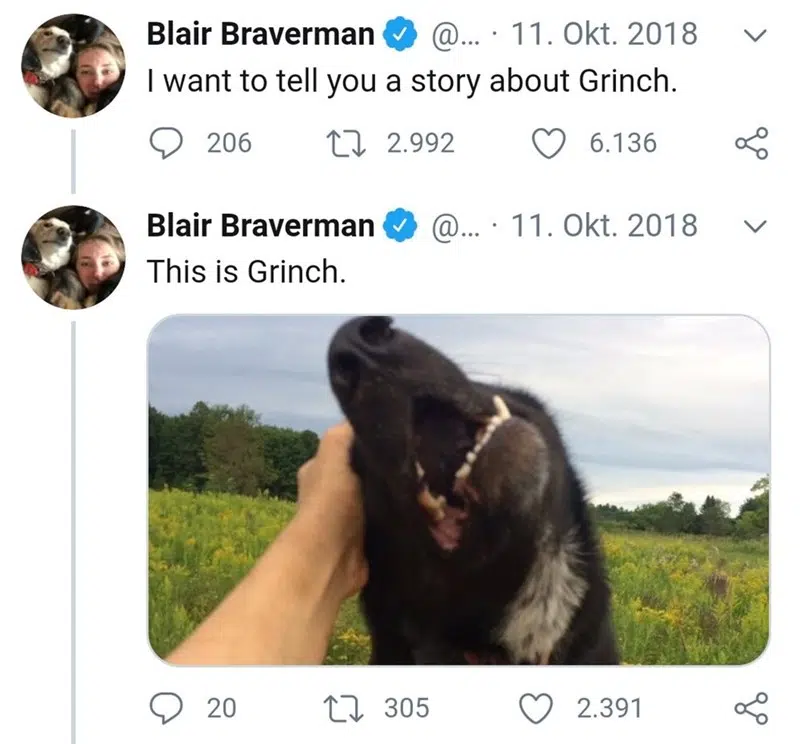 Blair Braverman @... · 11. Okt. 2018
I want to tell you a story about Grinch.
206 2.992 6.136
Blair Braverman @... · 11. Okt. 2018
This is Grinch.
20 305 2.391